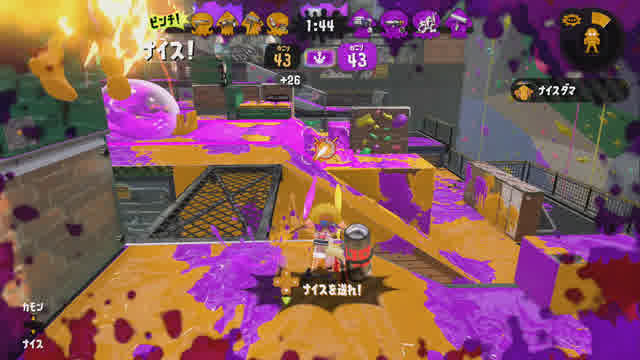 ピンチ!
1:44
ナイス!
カウント
43
カウント
43
+26
ナイスダマ
ナイスを送れ!
カモン
ナイス